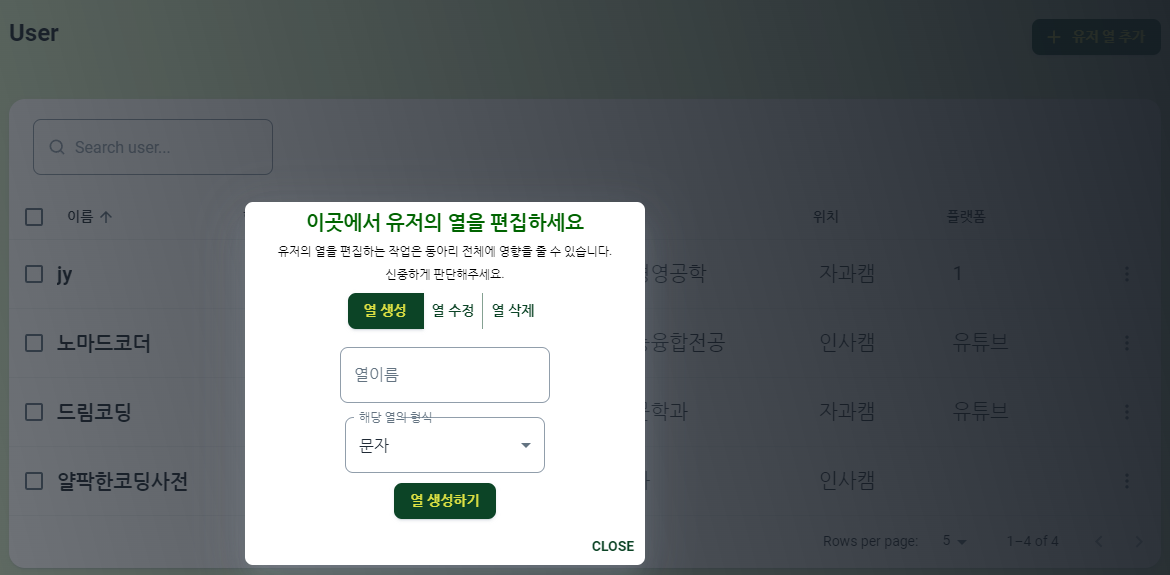 User
유저 열 추가
Search user...
이름
위치
플랫폼
이곳에서 유저의 열을 편집하세요
유저의 열을 편집하는 작업은 동아리 전체에 영향을 줄 수 있습니다.
신중하게 판단해주세요.
열 생성 열 수정 열 삭제
열이름
해당 열의 형식
문자
열 생성하기
CLOSE
jy 영공학 자과캠 1
노마드코더 융합전공 인사캠 유튜브
드림코딩 학과 자과캠 유튜브
얄팍한코딩사전 인사캠
Rows per page: 5 1–4 of 4